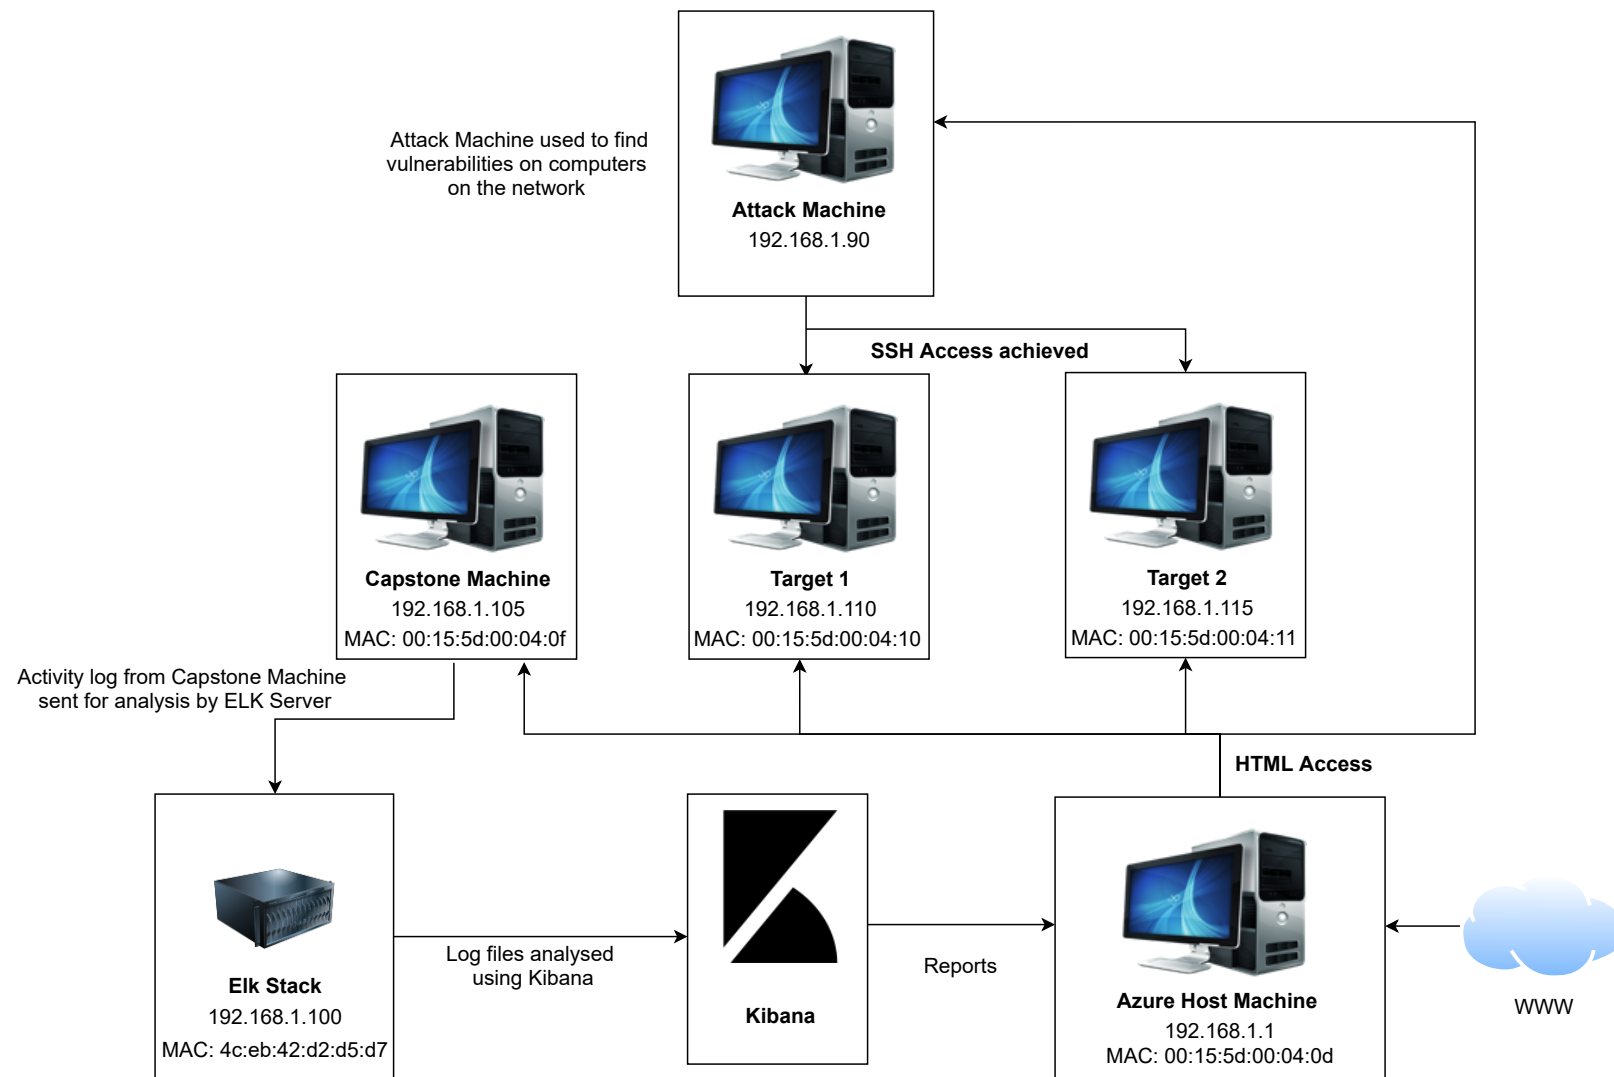 Attack Machine used to find
vulnerabilities on computers
on the network
Attack Machine
192.168.1.90
SSH Access achieved
Capstone Machine
192.168.1.105
MAC: 00:15:5d:00:04:0f
Target 1
192.168.1.110
MAC: 00:15:5d:00:04:10
Target 2
192.168.1.115
MAC: 00:15:5d:00:04:11
Activity log from Capstone Machine
sent for analysis by ELK Server
HTML Access
Elk Stack
192.168.1.100
MAC: 4c:eb:42:d2:d5:d7
Log files analysed
using Kibana
Kibana
Reports
Azure Host Machine
192.168.1.1
MAC: 00:15:5d:00:04:0d
WWW